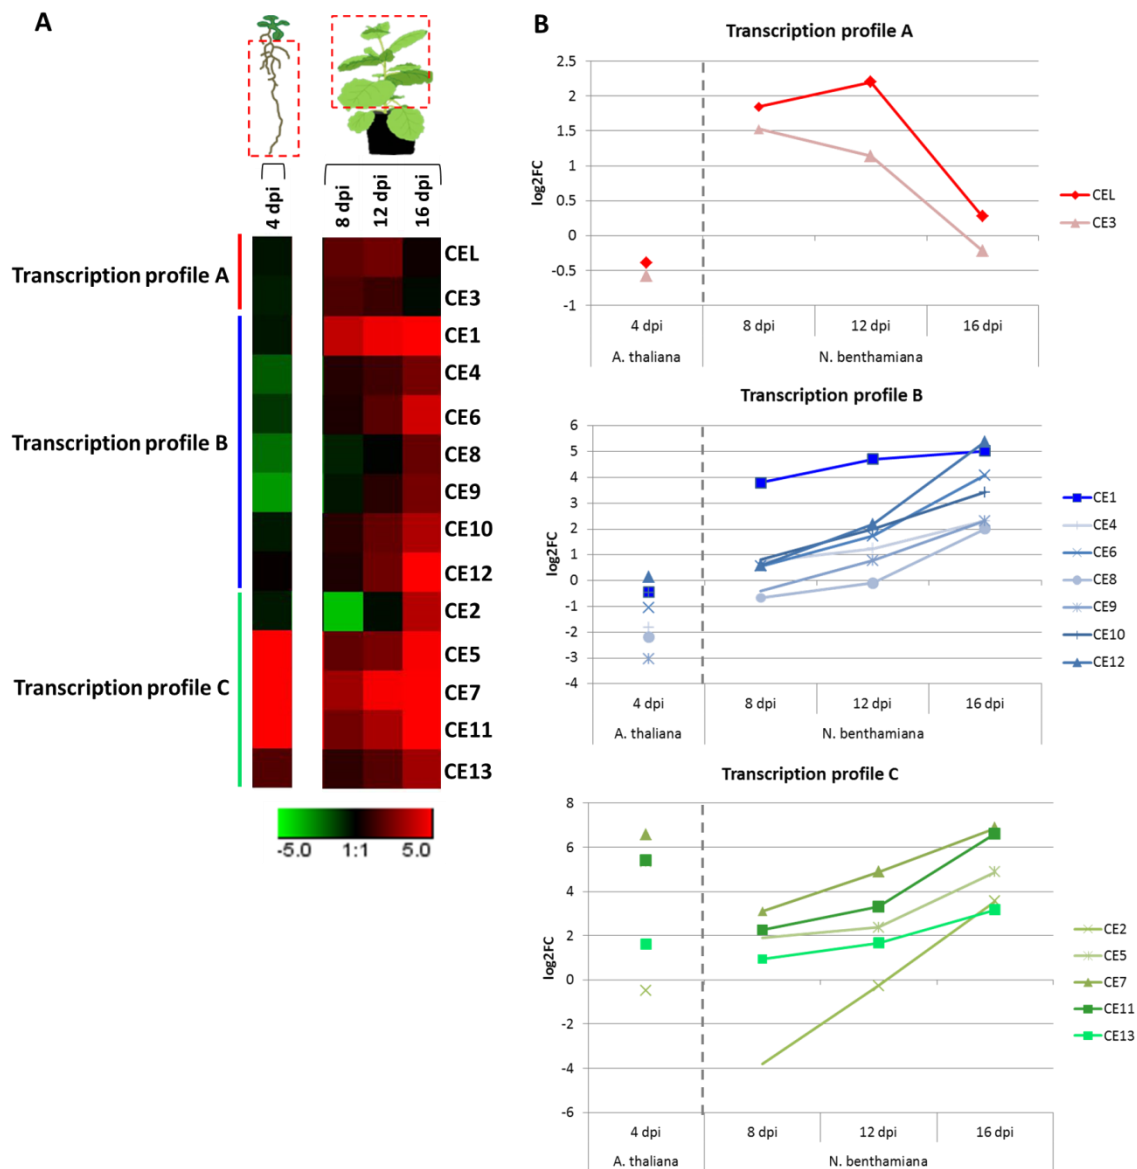 A
4 dpi
8 dpi
12 dpi
16 dpi
Transcription profile A
CEL
CE3
Transcription profile B
CE1
CE4
CE6
CE8
CE9
CE10
CE12
Transcription profile C
CE2
CE5
CE7
CE11
CE13
-5.0 1:1 5.0
B
Transcription profile A
log2FC
2.5
2
1.5
1
0.5
0
-0.5
-1
4 dpi 8 dpi 12 dpi 16 dpi
A. thaliana N. benthamiana
CEL
CE3
Transcription profile B
log2FC
6
5
4
3
2
1
0
-1
-2
-3
-4
4 dpi 8 dpi 12 dpi 16 dpi
A. thaliana N. benthamiana
CE1
CE4
CE6
CE8
CE9
CE10
CE12
Transcription profile C
log2FC
8
6
4
2
0
-2
-4
-6
4 dpi 8 dpi 12 dpi 16 dpi
A. thaliana N. benthamiana
CE2
CE5
CE7
CE11
CE13